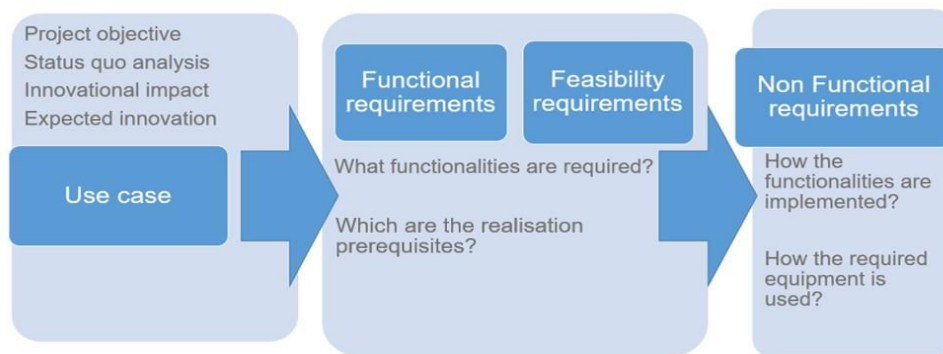 Project objective
Status quo analysis
Innovational impact
Expected innovation
Use case
Functional
requirements
Feasibility
requirements
What functionalities are required?
Which are the realisation
prerequisites?
Non Functional
requirements
How the
functionalities are
implemented?
How the required
equipment is
used?